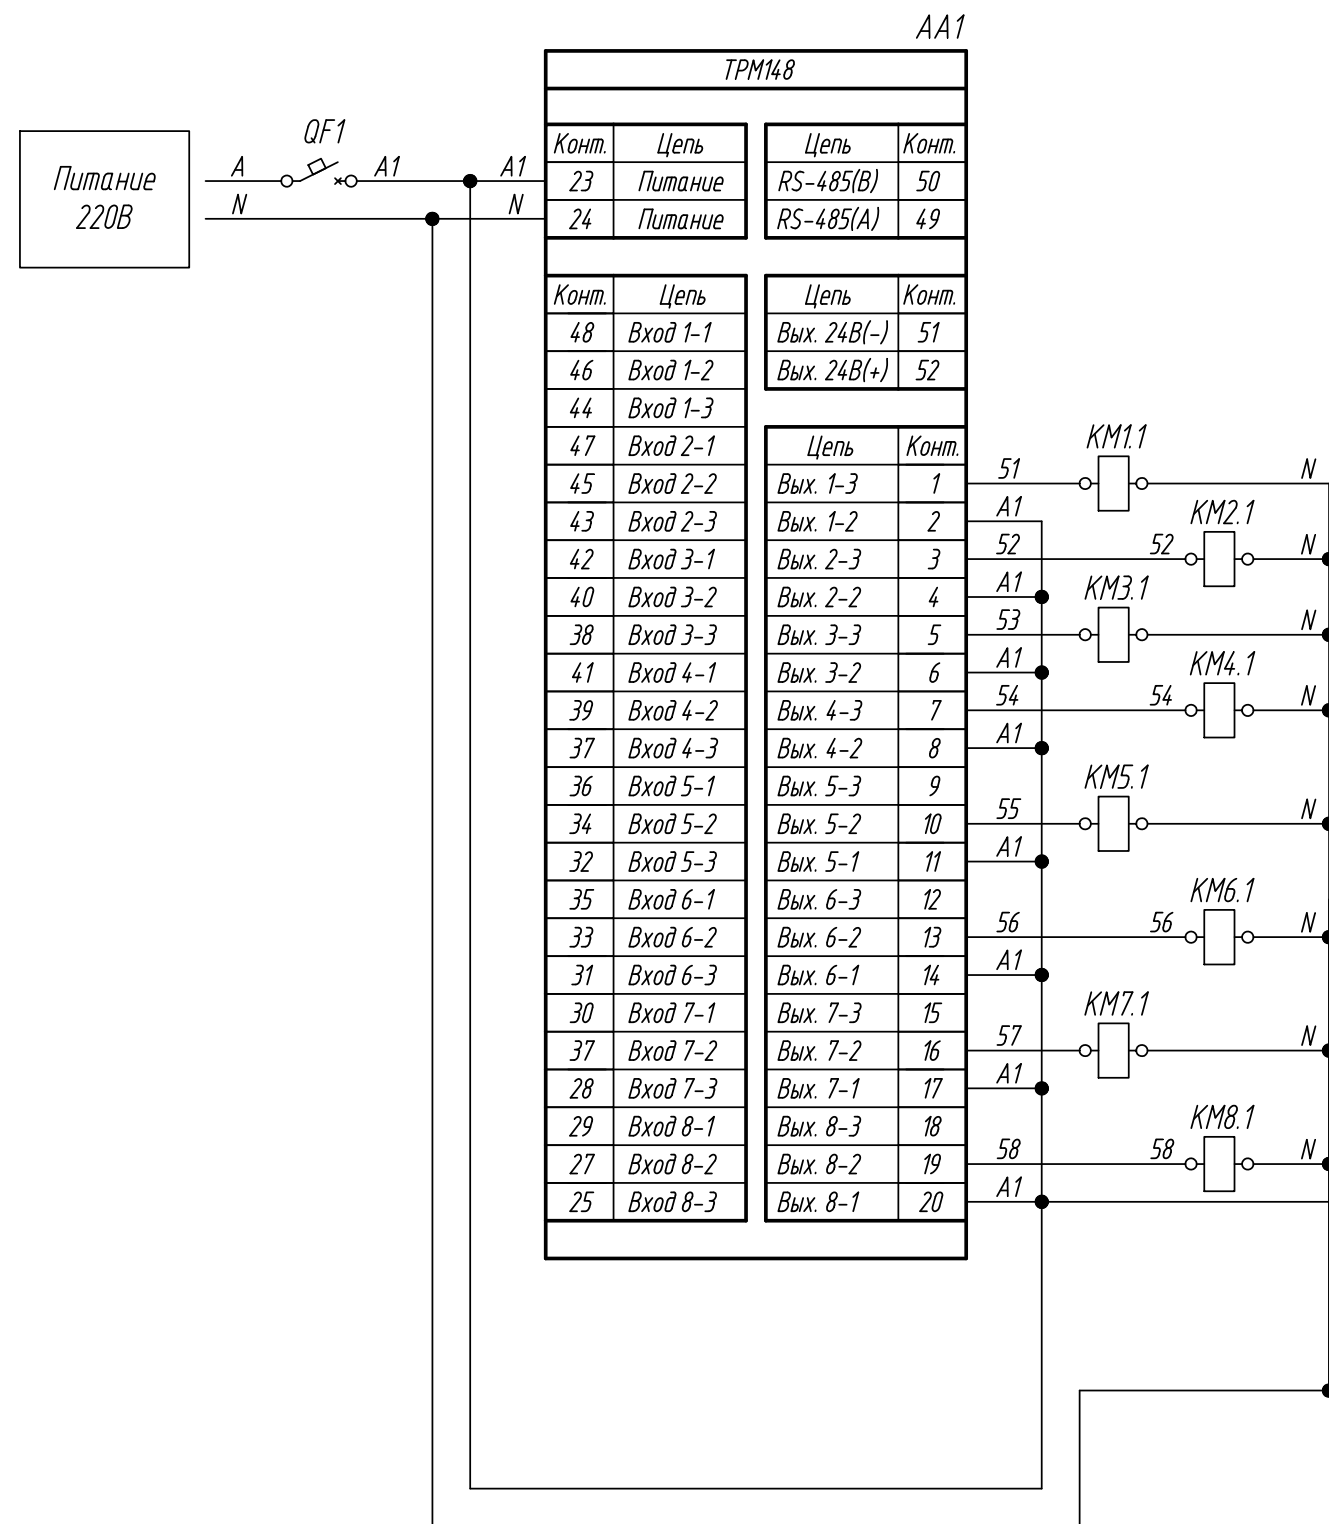 AA1
ТРМ148
QF1
Питание
220В
A
A1
A1
N
N
Конт. Цепь
23 Питание
24 Питание
Цепь Конт.
RS-485(B) 50
RS-485(A) 49
Конт. Цепь
48 Вход 1-1
46 Вход 1-2
44 Вход 1-3
47 Вход 2-1
45 Вход 2-2
43 Вход 2-3
42 Вход 3-1
40 Вход 3-2
38 Вход 3-3
41 Вход 4-1
39 Вход 4-2
37 Вход 4-3
36 Вход 5-1
34 Вход 5-2
32 Вход 5-3
35 Вход 6-1
33 Вход 6-2
31 Вход 6-3
30 Вход 7-1
37 Вход 7-2
28 Вход 7-3
29 Вход 8-1
27 Вход 8-2
25 Вход 8-3
Цепь Конт.
Вых. 24В(-) 51
Вых. 24В(+) 52
Цепь Конт.
Вых. 1-3 1
Вых. 1-2 2
Вых. 2-3 3
Вых. 2-2 4
Вых. 3-3 5
Вых. 3-2 6
Вых. 4-3 7
Вых. 4-2 8
Вых. 5-3 9
Вых. 5-2 10
Вых. 5-1 11
Вых. 6-3 12
Вых. 6-2 13
Вых. 6-1 14
Вых. 7-3 15
Вых. 7-2 16
Вых. 7-1 17
Вых. 8-3 18
Вых. 8-2 19
Вых. 8-1 20
KM1.1
51 N
A1
KM2.1
52 52 N
A1
KM3.1
53 N
A1
KM4.1
54 54 N
A1
KM5.1
55 N
A1
KM6.1
56 56 N
A1
KM7.1
57 N
A1
KM8.1
58 58 N
A1